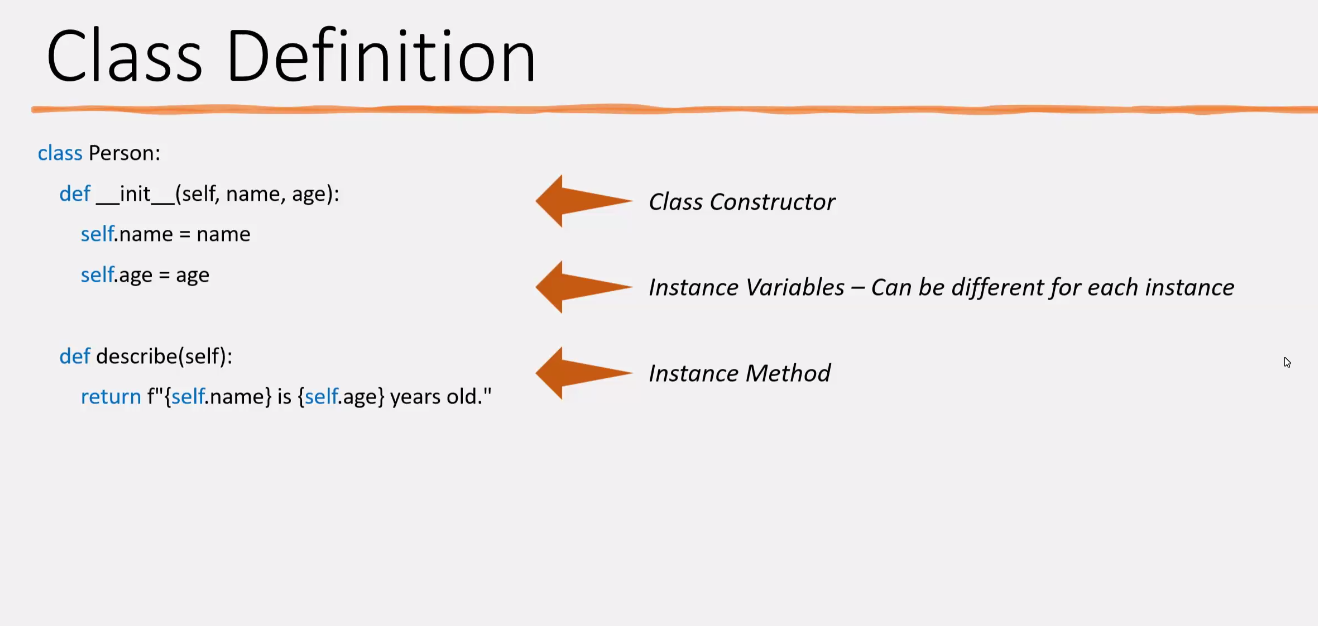 Class Definition
class Person:
def __init__(self, name, age):
Class Constructor
self.name = name
self.age = age
Instance Variables – Can be different for each instance
def describe(self):
Instance Method
return f"{self.name} is {self.age} years old."